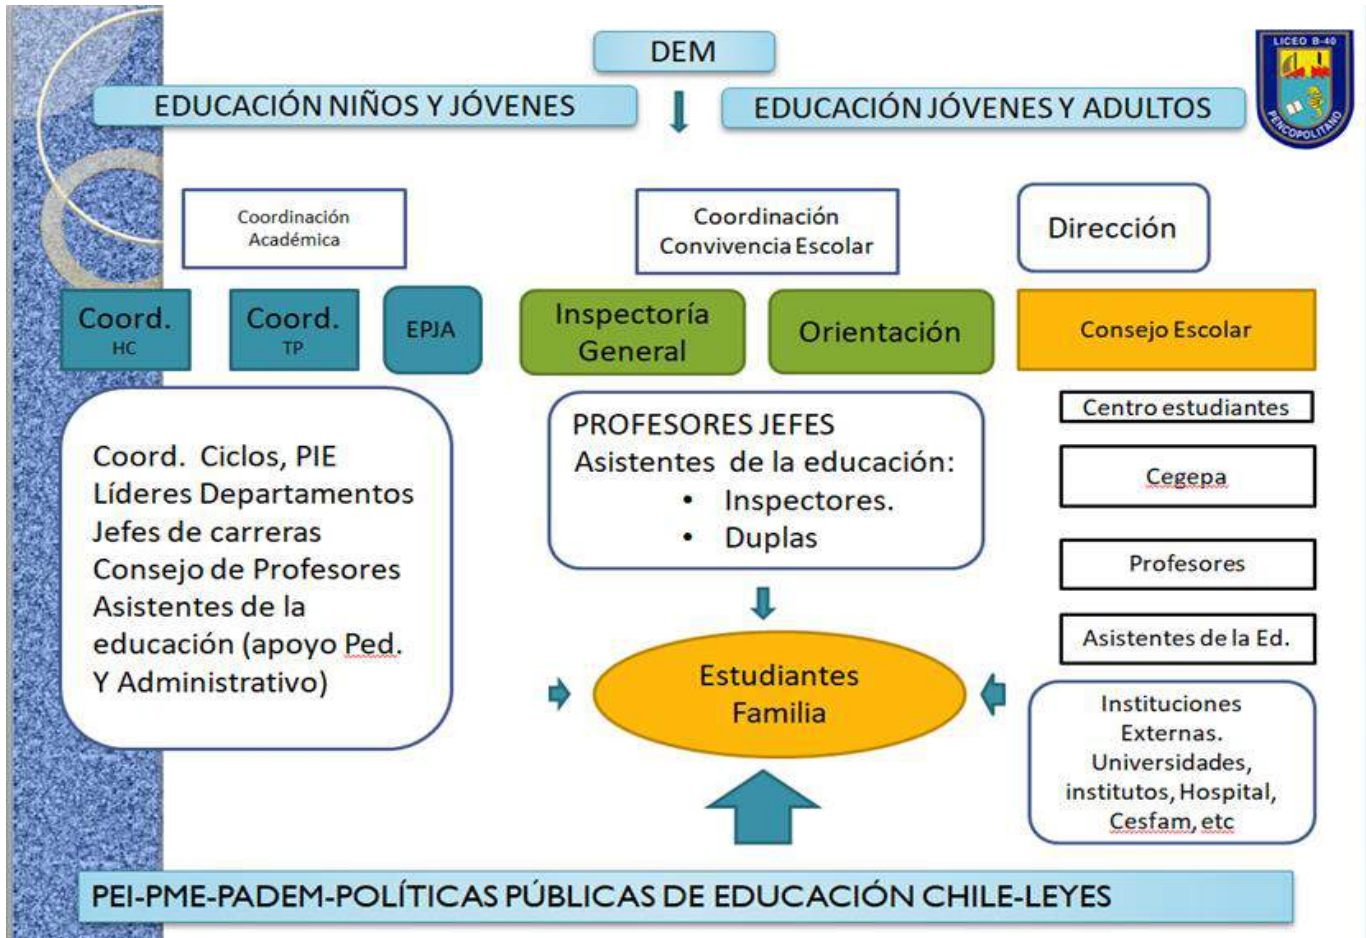 DEM
LICEO B-40
PENCOPOLITANO
EDUCACIÓN NIÑOS Y JÓVENES
EDUCACIÓN JÓVENES Y ADULTOS
Coordinación
Académica
Coordinación
Convivencia Escolar
Dirección
Coord.
HC
Coord.
TP
EPJA
Inspectoría
General
Orientación
Consejo Escolar
Coord. Ciclos, PIE
Líderes Departamentos
Jefes de carreras
Consejo de Profesores
Asistentes de la
educación (apoyo Ped.
Y Administrativo)
PROFESORES JEFES
Asistentes de la educación:
• Inspectores.
• Duplas
Centro estudiantes
Cegepa
Profesores
Asistentes de la Ed.
Estudiantes
Familia
Instituciones
Externas.
Universidades,
institutos, Hospital,
Cesfam, etc
PEI-PME-PADEM-POLÍTICAS PÚBLICAS DE EDUCACIÓN CHILE-LEYES